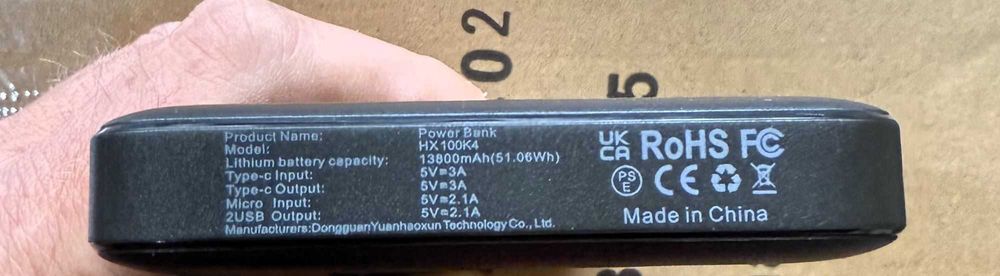 02
5
Product Name: Power Bank
Model: HX100K4
Lithium battery capacity: 13800mAh(51.06Wh)
Type-c Input: 5V=3A
Type-c Output: 5V=3A
Micro Input: 5V=2.1A
2USB Output: 5V=2.1A
Manufacturers:DongguanYuanhaoxun Technology Co., Ltd.
UK
CA
RoHS FC
PS
E
CE
Made in China